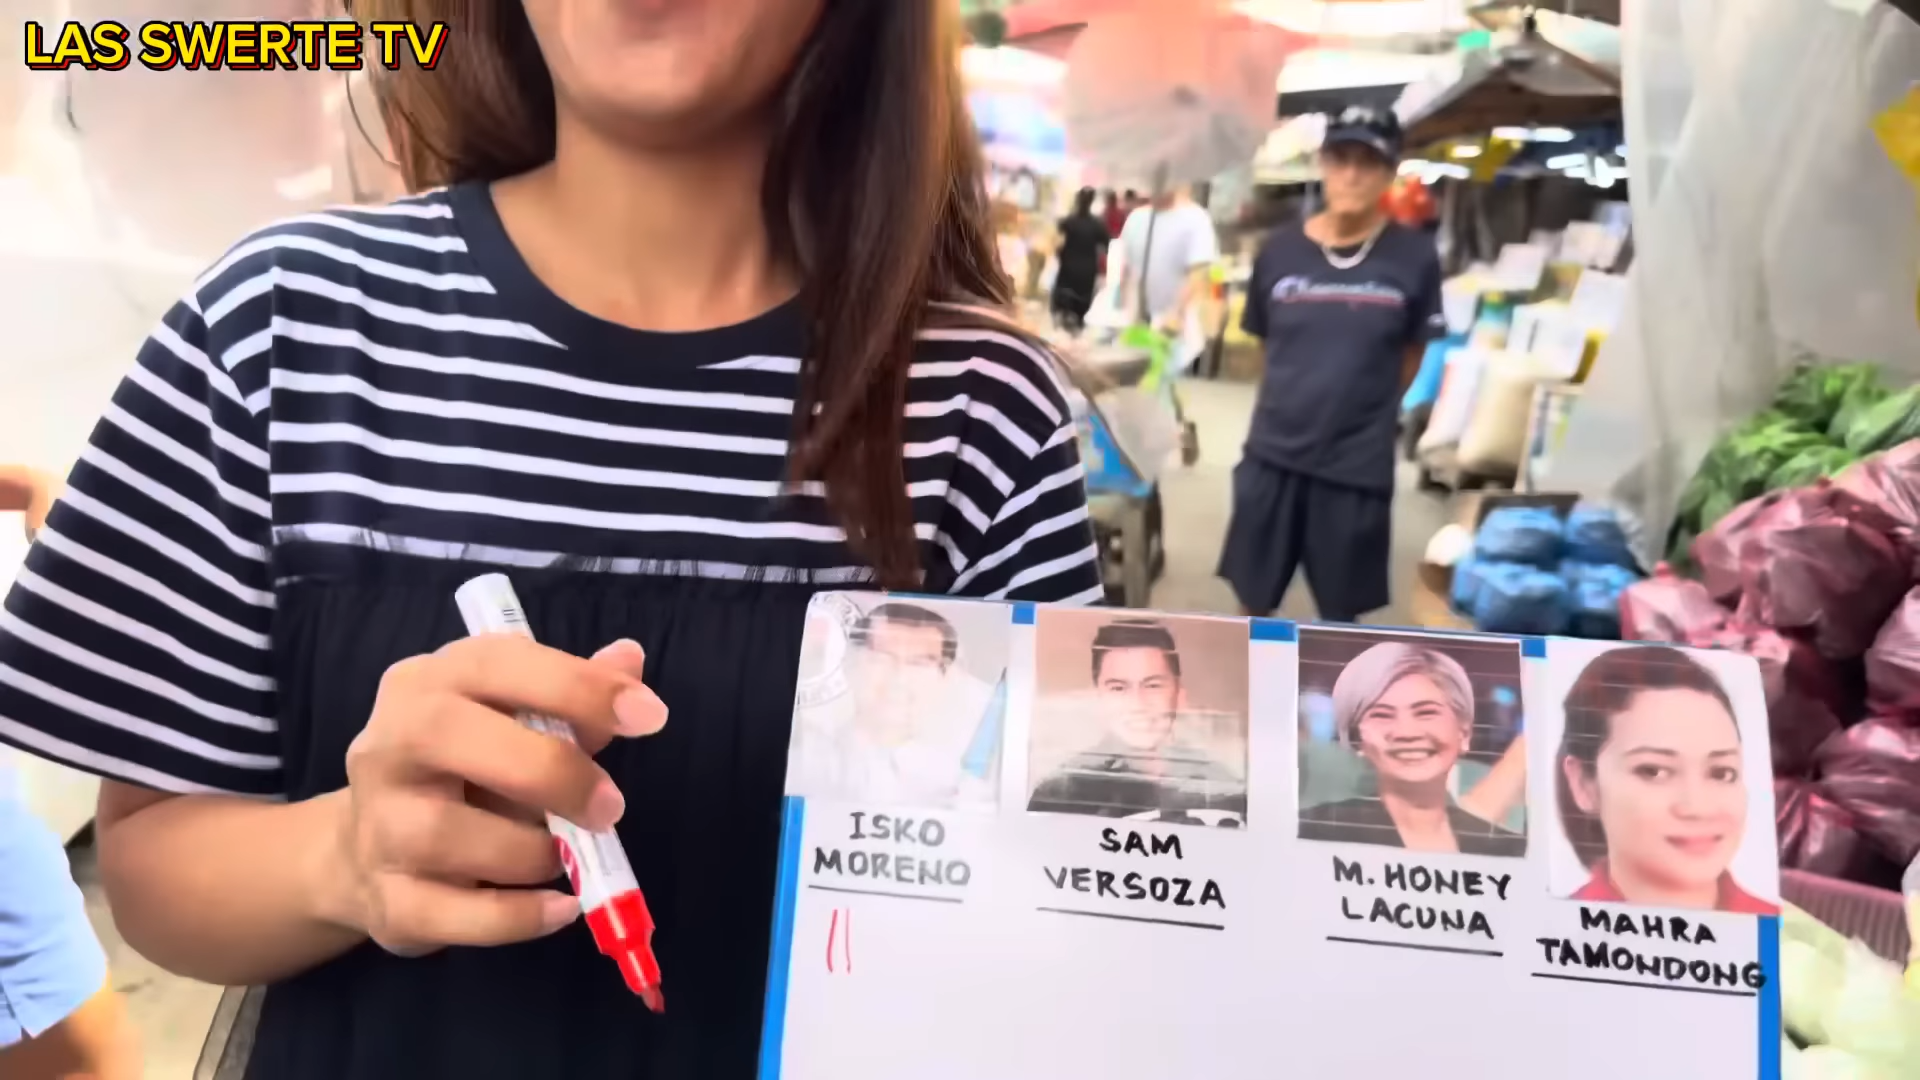 LAS SWERTE TV
ISKO
MORENO
SAM
VERSOZA
M. HONEY
LACUNA
MAHRA
TAMONDONG